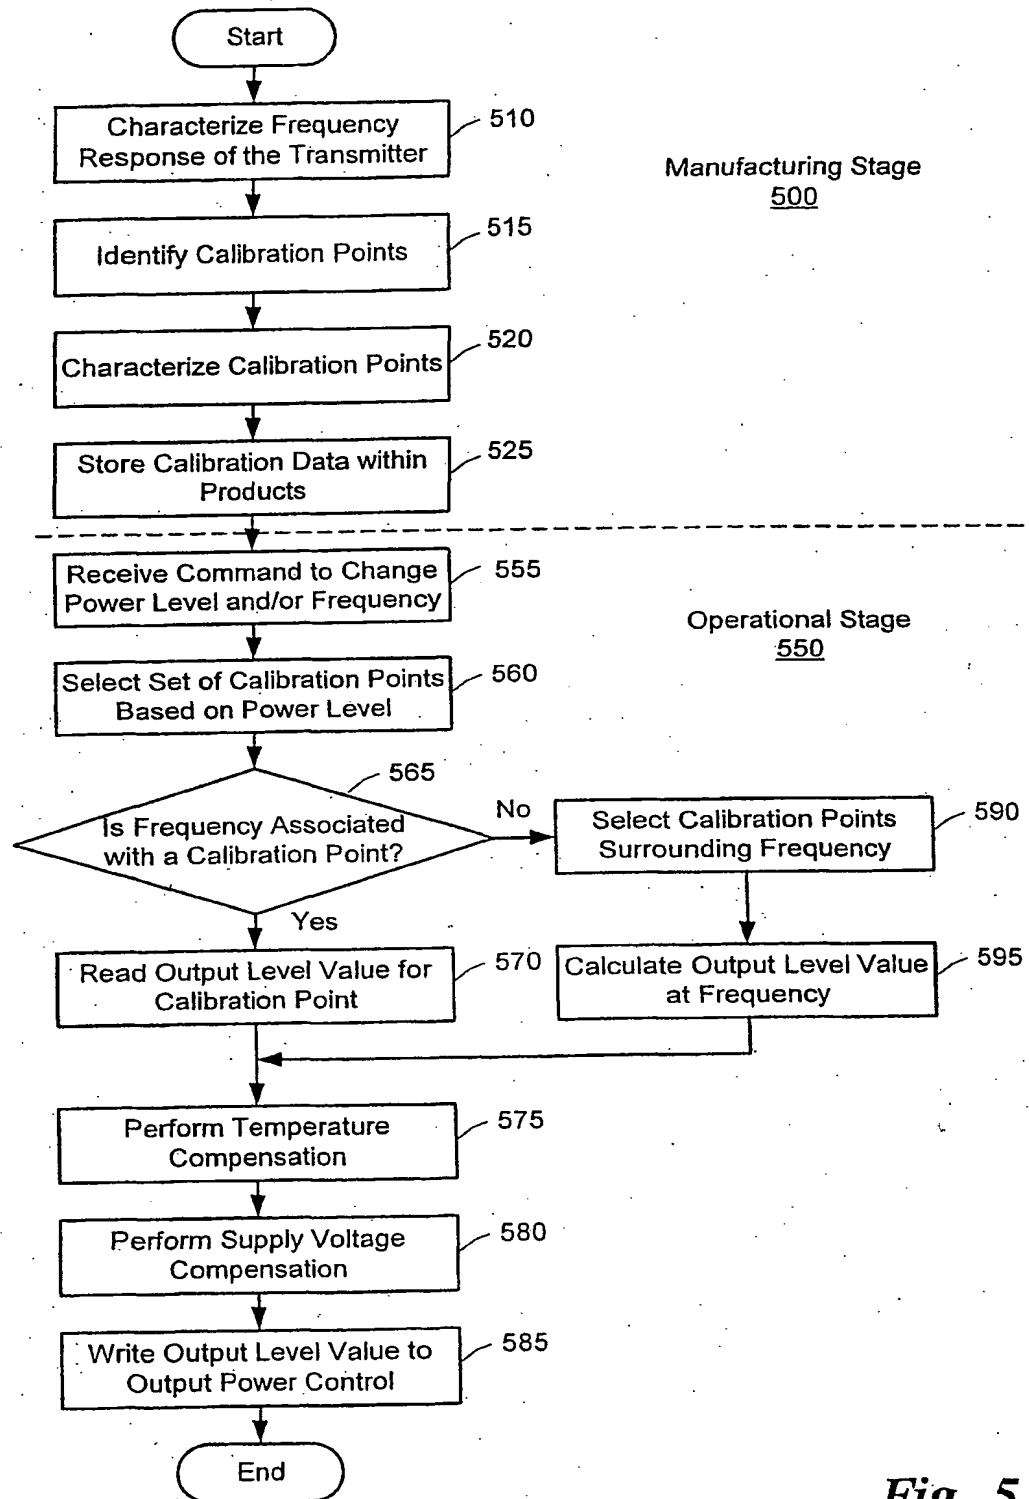 Start
Characterize Frequency
Response of the Transmitter
510
Manufacturing Stage
500
Identify Calibration Points
515
Characterize Calibration Points
520
Store Calibration Data within
Products
525
Receive Command to Change
Power Level and/or Frequency
555
Operational Stage
550
Select Set of Calibration Points
Based on Power Level
560
Is Frequency Associated
with a Calibration Point?
565
No
Select Calibration Points
Surrounding Frequency
590
Yes
Read Output Level Value for
Calibration Point
570
Calculate Output Level Value
at Frequency
595
Perform Temperature
Compensation
575
Perform Supply Voltage
Compensation
580
Write Output Level Value to
Output Power Control
585
End
Fig. 5